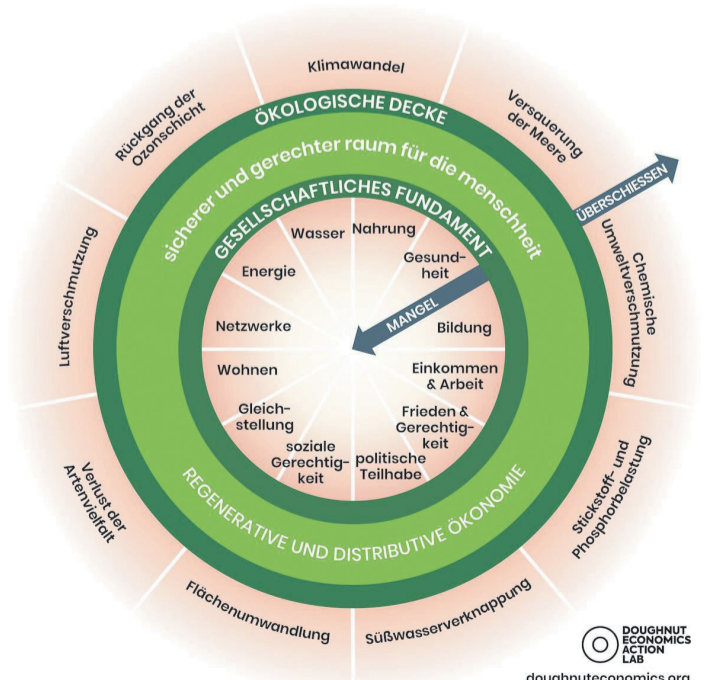 Klimawandel
Versauerung
der Meere
Chemische
Umweltverschmutzung
Stickstoff- und
Phosphorbelastung
Süßwasserverknappung
Flächenumwandlung
Verlust der
Artenvielfalt
Luftverschmutzung
Rückgang der
Ozonschicht
ÖKOLOGISCHE DECKE
sicherer und gerechter raum für die menschheit
GESELLSCHAFTLICHES FUNDAMENT
ÜBERSCHIESSEN
MANGEL
Wasser
Nahrung
Gesund-
heit
Bildung
Einkommen
& Arbeit
Frieden &
Gerechtig-
keit
politische
Teilhabe
soziale
Gerechtig-
keit
Gleich-
stellung
Wohnen
Netzwerke
Energie
REGENERATIVE UND DISTRIBUTIVE ÖKONOMIE
DOUGHNUT
ECONOMICS
ACTION
LAB
doughnuteconomics.org